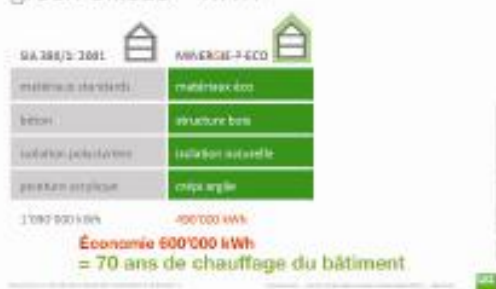 SIA 380/1: 2001 MINERGIE-P-ECO
matériaux standards matériaux éco
béton structure bois
isolation polystyrène isolation naturelle
peinture acrylique crépi argile
1'090'000 kWh 490'000 kWh
Économie 600'000 kWh
= 70 ans de chauffage du bâtiment